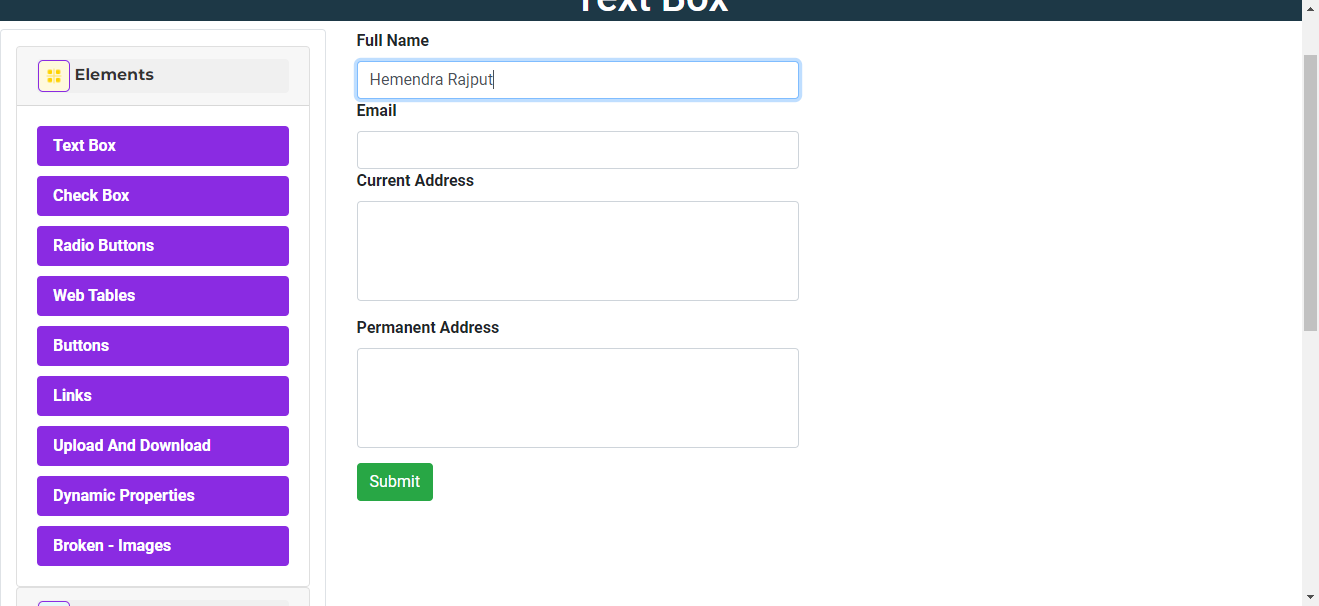 Text Box
Elements
Text Box
Check Box
Radio Buttons
Web Tables
Buttons
Links
Upload And Download
Dynamic Properties
Broken - Images
Full Name
Hemendra Rajput
Email
Current Address
Permanent Address
Submit